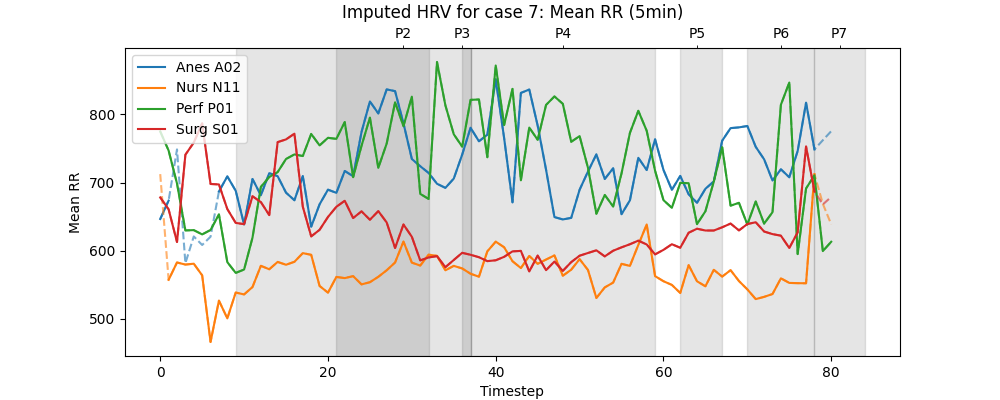 Imputed HRV for case 7: Mean RR (5min)
P2 P3 P4 P5 P6 P7
Anes A02
Nurs N11
Perf P01
Surg S01
800
700
600
500
Mean RR
0 20 40 60 80
Timestep